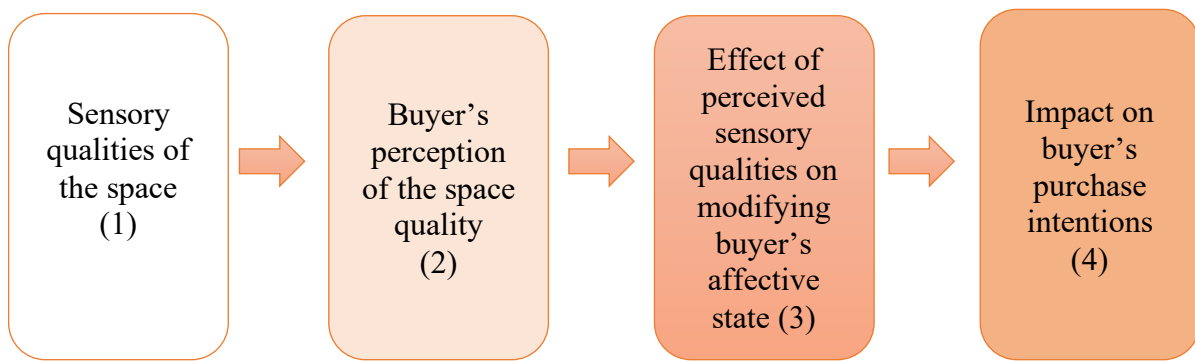 Sensory
qualities of
the space
(1)
Buyer’s
perception
of the space
quality
(2)
Effect of
perceived
sensory
qualities on
modifying
buyer’s
affective
state (3)
Impact on
buyer’s
purchase
intentions
(4)